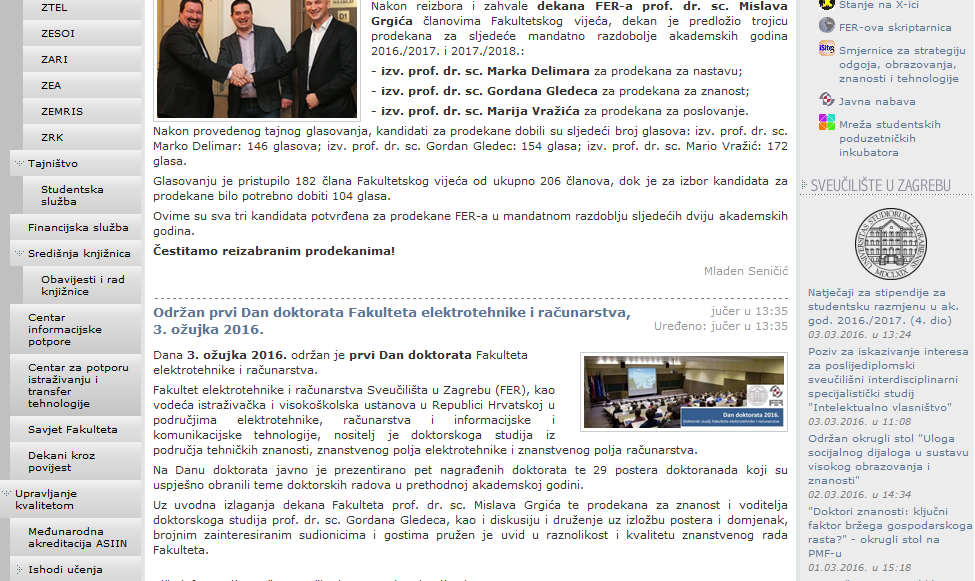 ZTEL
ZESOI
ZARI
ZEA
ZEMRIS
ZRK
Tajništvo
Studentska
služba
Financijska služba
Središnja knjižnica
Obavijesti i rad
knjižnice
Centar
informacijske
potpore
Centar za potporu
istraživanju i
transfer
tehnologije
Savjet Fakulteta
Dekani kroz
povijest
Upravljanje
kvalitetom
Međunarodna
akreditacija ASIIN
Ishodi učenja
Nakon reizbora i zahvale dekana FER-a prof. dr. sc. Mislava
Grgića članovima Fakultetskog vijeća, dekan je predložio trojicu
prodekana za sljedeće mandatno razdoblje akademskih godina
2016./2017. i 2017./2018.:
- izv. prof. dr. sc. Marka Delimara za prodekana za nastavu;
- izv. prof. dr. sc. Gordana Gledeca za prodekana za znanost;
- izv. prof. dr. sc. Marija Vražića za prodekana za poslovanje.
Nakon provedenog tajnog glasovanja, kandidati za prodekane dobili su sljedeći broj glasova: izv. prof. dr. sc.
Marko Delimar: 146 glasova; izv. prof. dr. sc. Gordan Gledec: 154 glasa; izv. prof. dr. sc. Mario Vražić: 172
glasa.
Glasovanju je pristupilo 182 člana Fakultetskog vijeća od ukupno 206 članova, dok je za izbor kandidata za
prodekane bilo potrebno dobiti 104 glasa.
Ovime su sva tri kandidata potvrđena za prodekane FER-a u mandatnom razdoblju sljedećih dviju akademskih
godina.
Čestitamo reizabranim prodekanima!
Mladen Seničić
Održan prvi Dan doktorata Fakulteta elektrotehnike i računarstva,
3. ožujka 2016.
jučer u 13:35
Uređeno: jučer u 13:35
Dana 3. ožujka 2016. održan je prvi Dan doktorata Fakulteta
elektrotehnike i računarstva.
Fakultet elektrotehnike i računarstva Sveučilišta u Zagrebu (FER), kao
vodeća istraživačka i visokoškolska ustanova u Republici Hrvatskoj u
područjima elektrotehnike, računarstva i informacijske i
komunikacijske tehnologije, nositelj je doktorskoga studija iz
područja tehničkih znanosti, znanstvenog polja elektrotehnike i znanstvenog polja računarstva.
Dan doktorata 2016.
Doktorski studij Fakulteta elektrotehnike i računarstva
Na Danu doktorata javno je prezentirano pet nagrađenih doktorata te 29 postera doktoranada koji su
uspješno obranili teme doktorskih radova u prethodnoj akademskoj godini.
Uz uvodna izlaganja dekana Fakulteta prof. dr. sc. Mislava Grgića te prodekana za znanost i voditelja
doktorskoga studija prof. dr. sc. Gordana Gledeca, kao i diskusiju i druženje uz izložbu postera i domjenak,
brojnim zainteresiranim sudionicima i gostima pružen je uvid u raznolikost i kvalitetu znanstvenog rada
Fakulteta.
Stanje na X-ici
FER-ova skriptarnica
Smjernice za strategiju
odgoja, obrazovanja,
znanosti i tehnologije
Javna nabava
Mreža studentskih
poduzetničkih
inkubatora
SVEUČILIŠTE U ZAGREBU
Natječaji za stipendije za
studentsku razmjenu u ak.
god. 2016./2017. (4. dio)
03.03.2016. u 13:24
Poziv za iskazivanje interesa
za poslijediplomski
sveučilišni interdisciplinarni
specijalistički studij
"Intelektualno vlasništvo"
03.03.2016. u 11:08
Održan okrugli stol "Uloga
socijalnog dijaloga u sustavu
visokog obrazovanja i
znanosti"
02.03.2016. u 14:34
"Doktori znanosti: ključni
faktor bržega gospodarskoga
rasta?" - okrugli stol na
PMF-u
01.03.2016. u 15:18